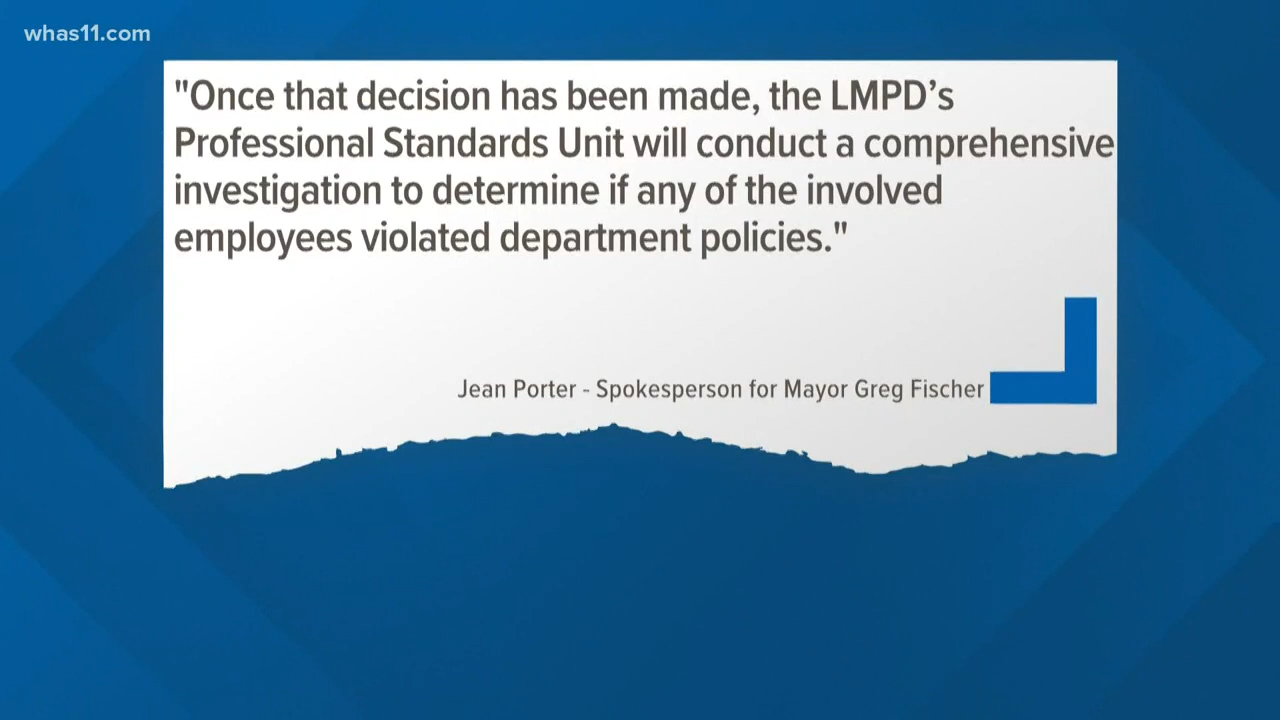 whas11.com
"Once that decision has been made, the LMPD’s
Professional Standards Unit will conduct a comprehensive
investigation to determine if any of the involved
employees violated department policies."
Jean Porter - Spokesperson for Mayor Greg Fischer